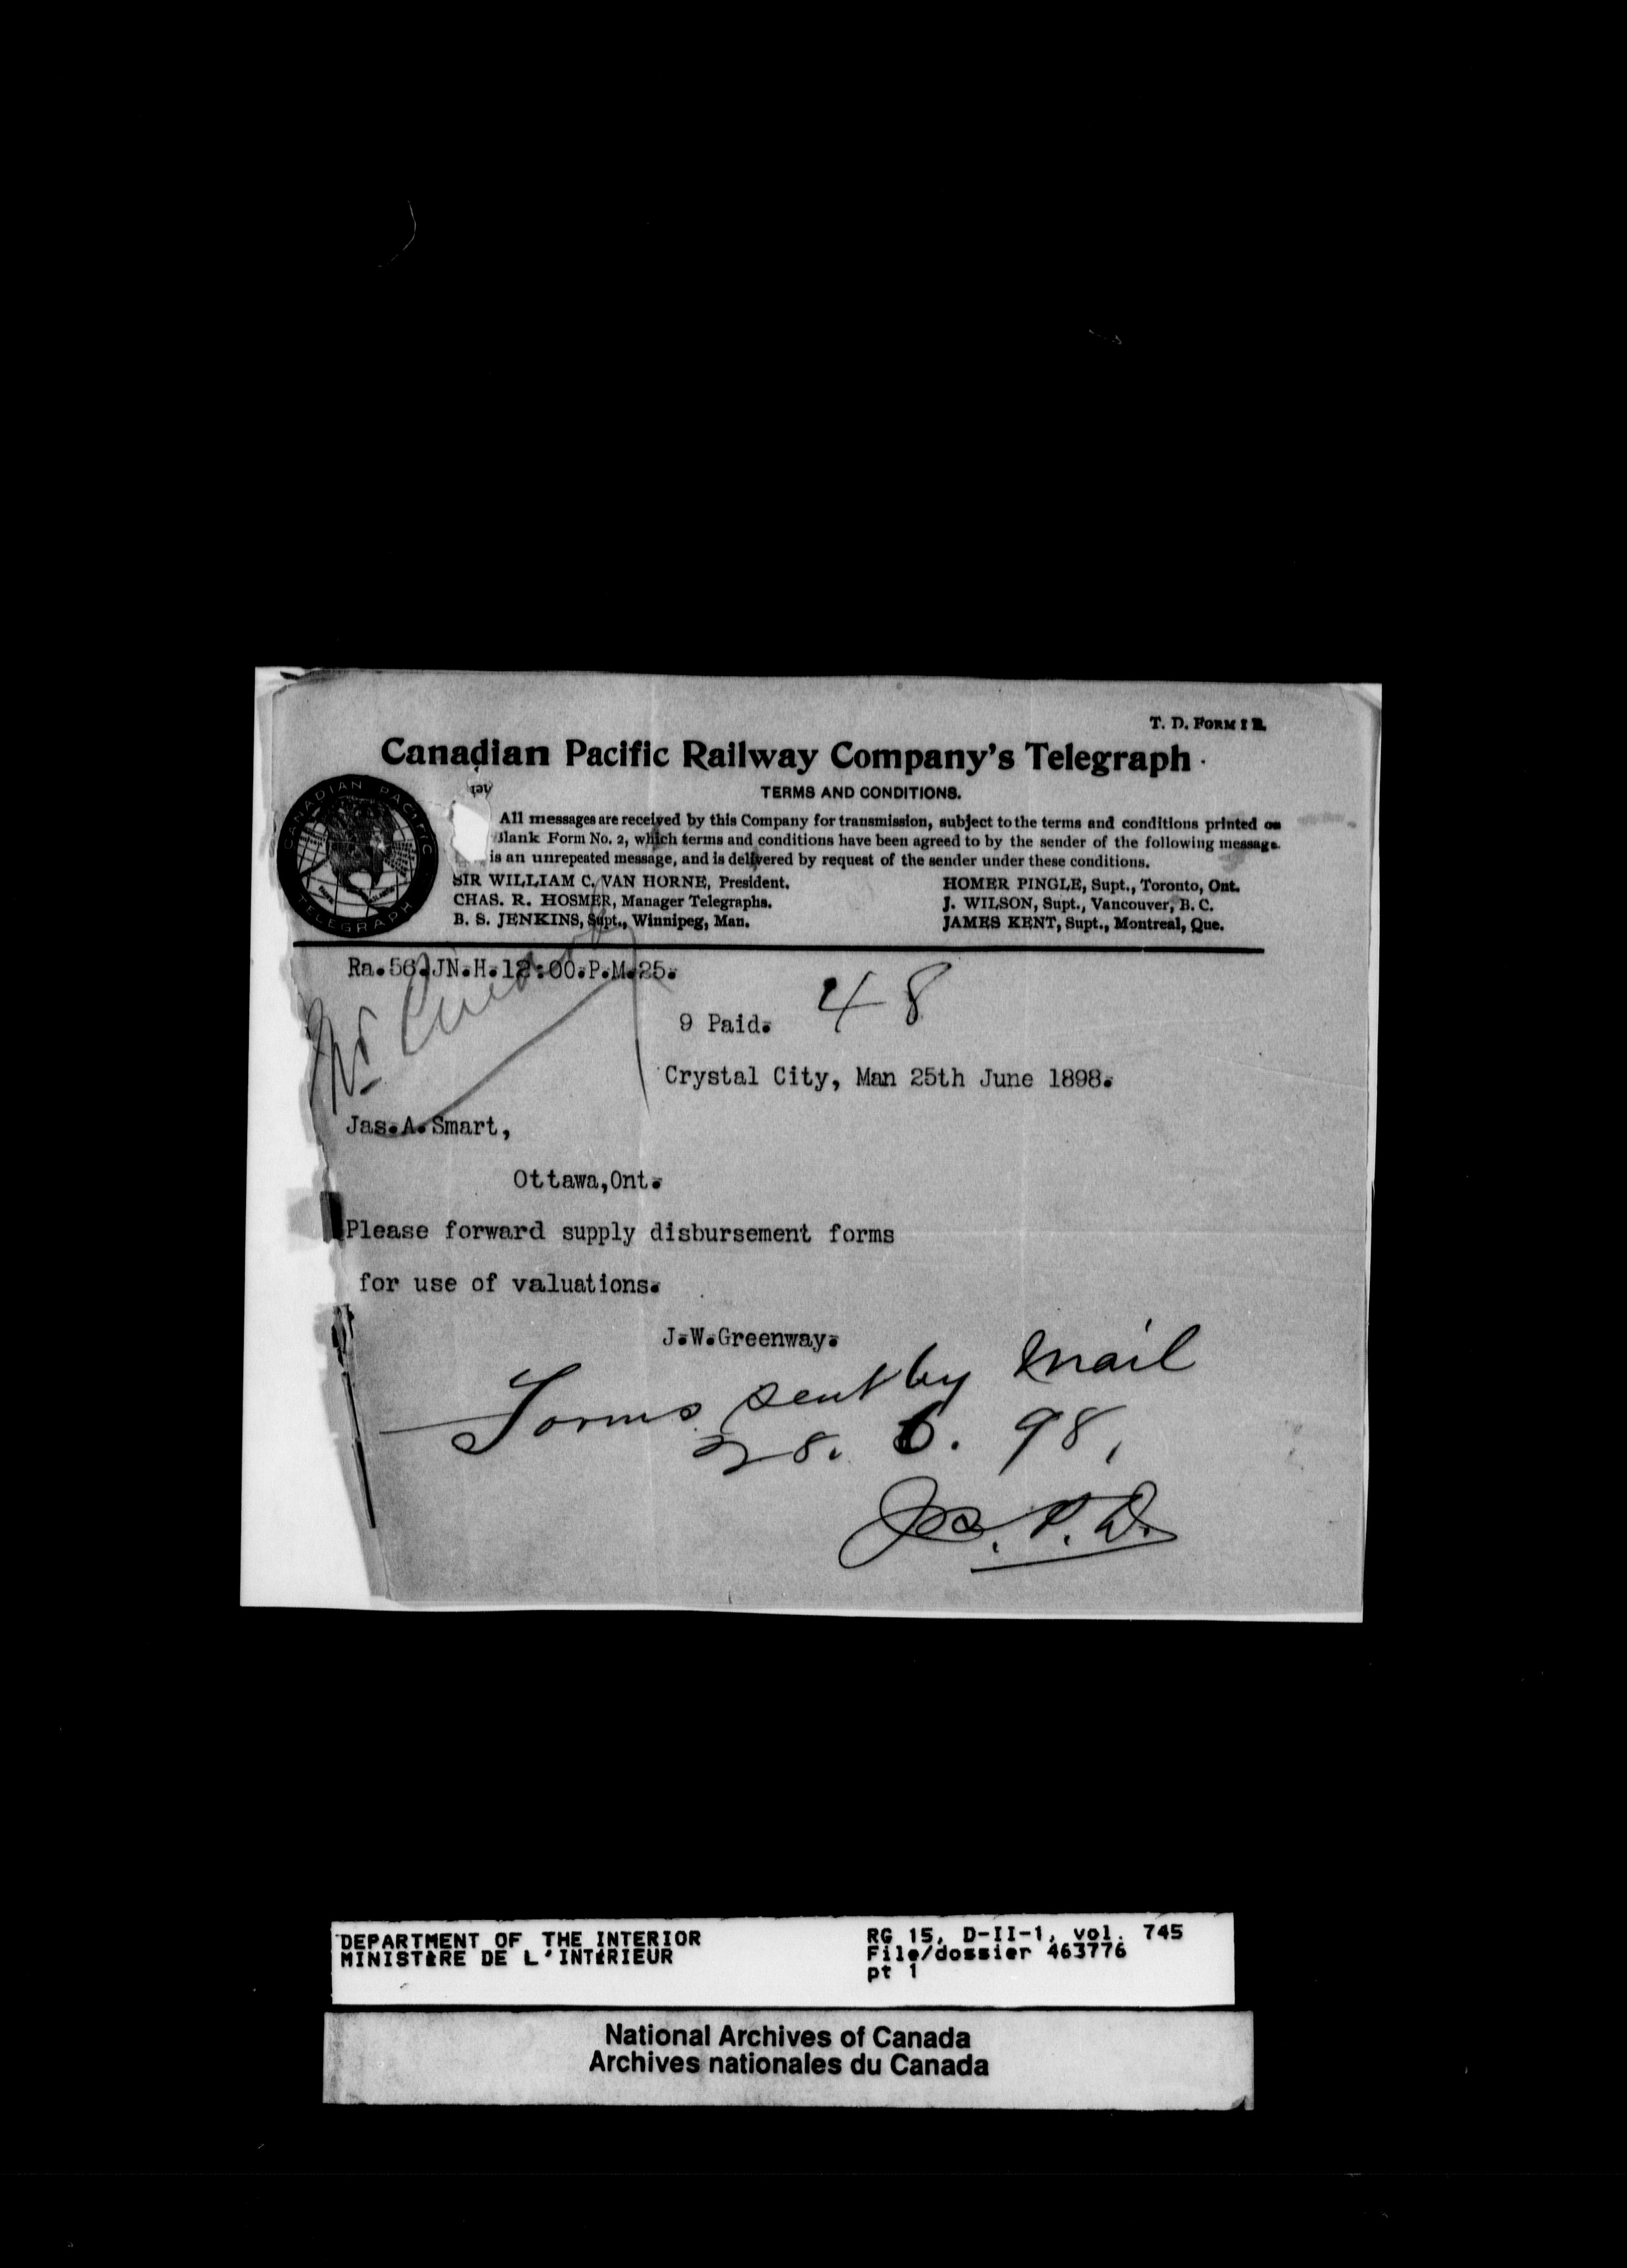 T. D. FORM 1 B.
Canadian Pacific Railway Company's Telegraph
TERMS AND CONDITIONS.
CANADIAN PACIFIC
TELEGRAPH
All messages are received by this Company for transmission, subject to the terms and conditions printed on
Blank Form No. 2, which terms and conditions have been agreed to by the sender of the following message.
is an unrepeated message, and is delivered by request of the sender under these conditions.
SIR WILLIAM C. VAN HORNE, President.
CHAS. R. HOSMER, Manager Telegraphs.
B. S. JENKINS, Supt., Winnipeg, Man.
HOMER PINGLE, Supt., Toronto, Ont.
J. WILSON, Supt., Vancouver, B. C.
JAMES KENT, Supt., Montreal, Que.
Ra.56.JN.H.12:00.P.M.25.
48
9 Paid.
Mr
Crystal City, Man 25th June 1898.
Jas.A.Smart,
Ottawa,Ont.
Please forward supply disbursement forms
for use of valuations.
J.W.Greenway.
Forms sent by Mail
28. 6. 98,
DEPARTMENT OF THE INTERIOR
MINISTÈRE DE L'INTÉRIEUR
RG 15, D-II-1, vol. 745
File/dossier 463776
pt 1
National Archives of Canada
Archives nationales du Canada